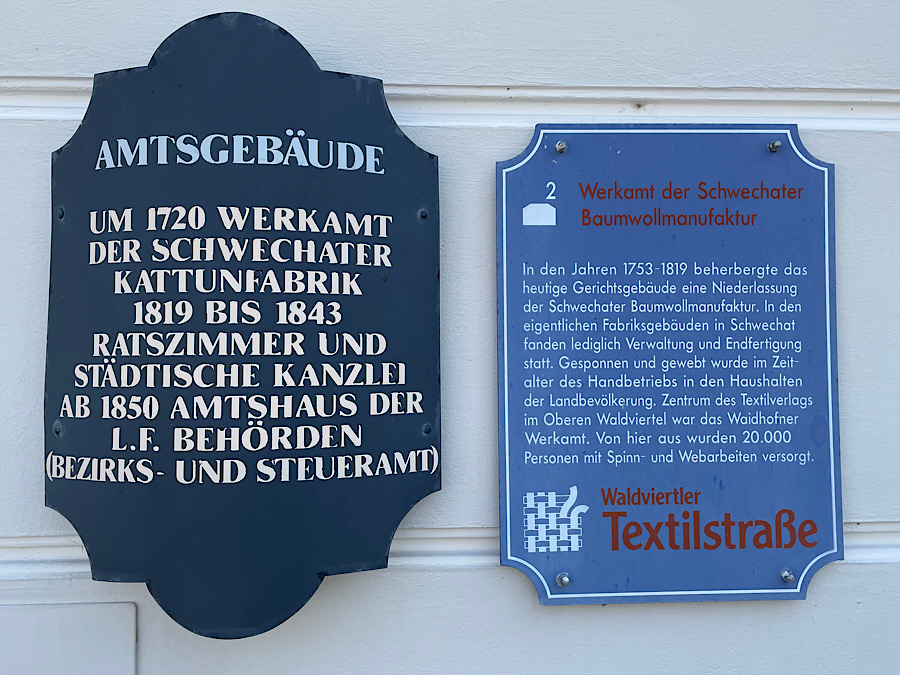 AMTSGEBÄUDE
UM 1720 WERKAMT
DER SCHWECHATER
KATTUNFABRIK
1819 BIS 1843
RATSZIMMER UND
STÄDTISCHE KANZLEI
AB 1850 AMTSHAUS DER
L.F. BEHÖRDEN
(BEZIRKS- UND STEUERAMT)
2
Werkamt der Schwechater
Baumwollmanufaktur
In den Jahren 1753-1819 beherbergte das
heutige Gerichtsgebäude eine Niederlassung
der Schwechater Baumwollmanufaktur. In den
eigentlichen Fabriksgebäuden in Schwechat
fanden lediglich Verwaltung und Endfertigung
statt. Gesponnen und gewebt wurde im Zeit-
alter des Handbetriebs in den Haushalten
der Landbevölkerung. Zentrum des Textilverlags
im Oberen Waldviertel war das Waidhofner
Werkamt. Von hier aus wurden 20.000
Personen mit Spinn- und Webarbeiten versorgt.
Waldviertler
Textilstraße